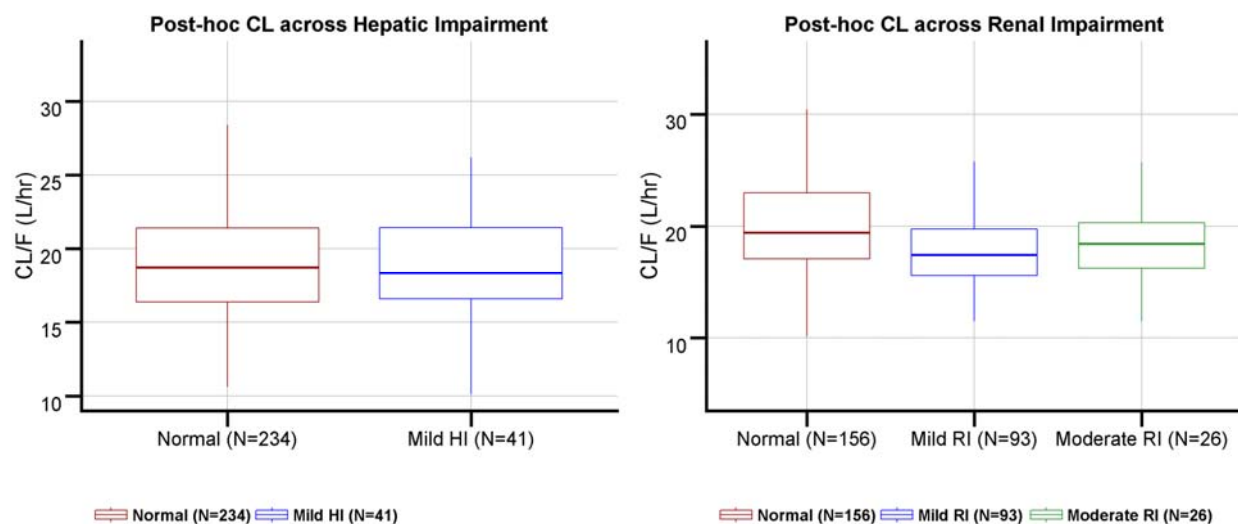 Post-hoc CL across Hepatic Impairment
CL/F (L/hr)
30
25
20
15
10
Normal (N=234) Mild HI (N=41)
Normal (N=234) Mild HI (N=41)
Post-hoc CL across Renal Impairment
CL/F (L/hr)
30
20
10
Normal (N=156) Mild RI (N=93) Moderate RI (N=26)
Normal (N=156) Mild RI (N=93) Moderate RI (N=26)